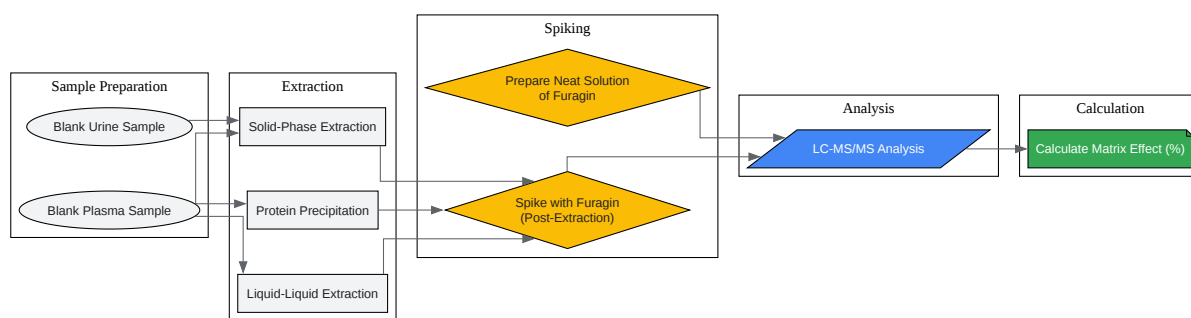 Sample Preparation
Blank Urine Sample
Blank Plasma Sample
Extraction
Solid-Phase Extraction
Protein Precipitation
Liquid-Liquid Extraction
Spiking
Prepare Neat Solution
of Furagin
Spike with Furagin
(Post-Extraction)
Analysis
LC-MS/MS Analysis
Calculation
Calculate Matrix Effect (%)